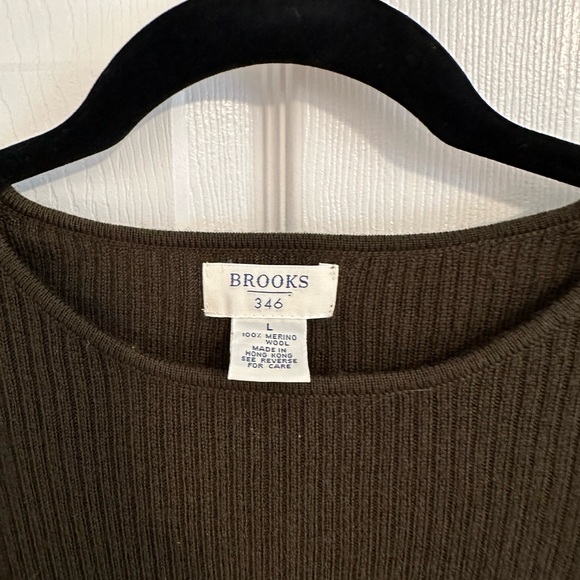 BROOKS
346
L
100% MERINO
WOOL
MADE IN
HONG KONG
SEE REVERSE
FOR CARE